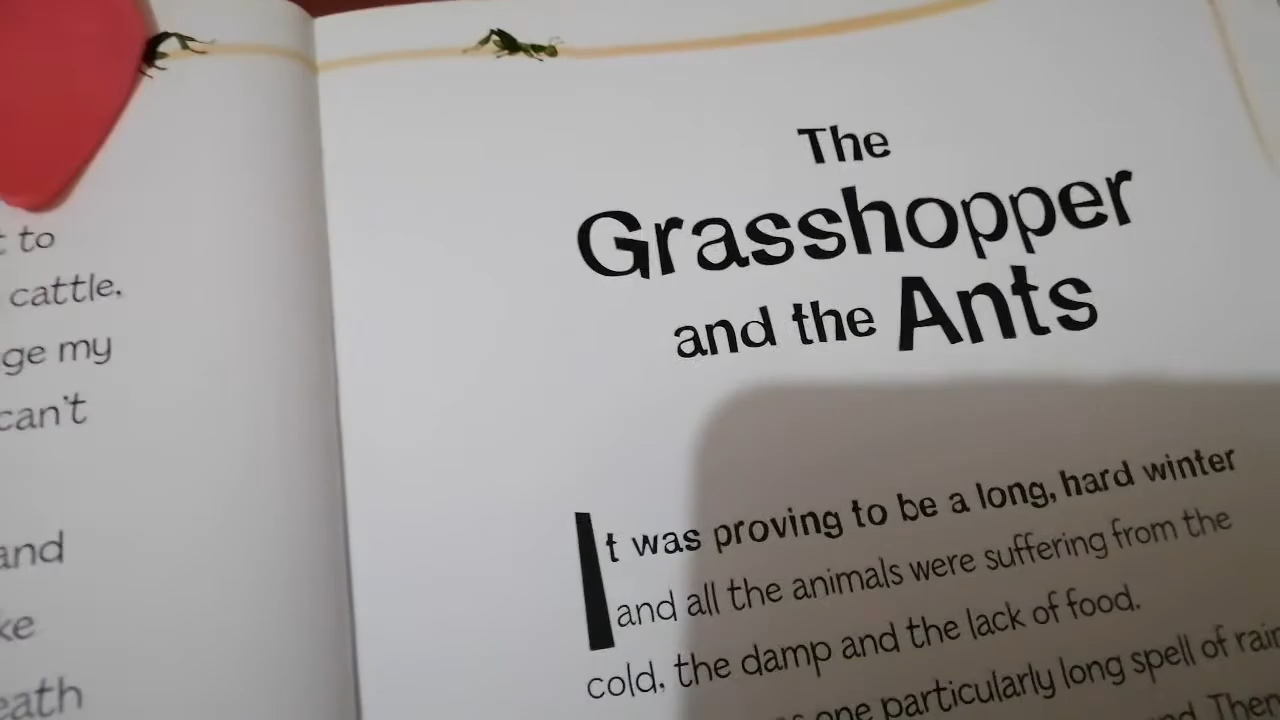 t to
cattle.
ge my
can't
and
ke
eath
The
Grasshopper
and the Ants
It was proving to be a long, hard winter
and all the animals were suffering from the
cold, the damp and the lack of food.
one particularly long spell of rain
Then